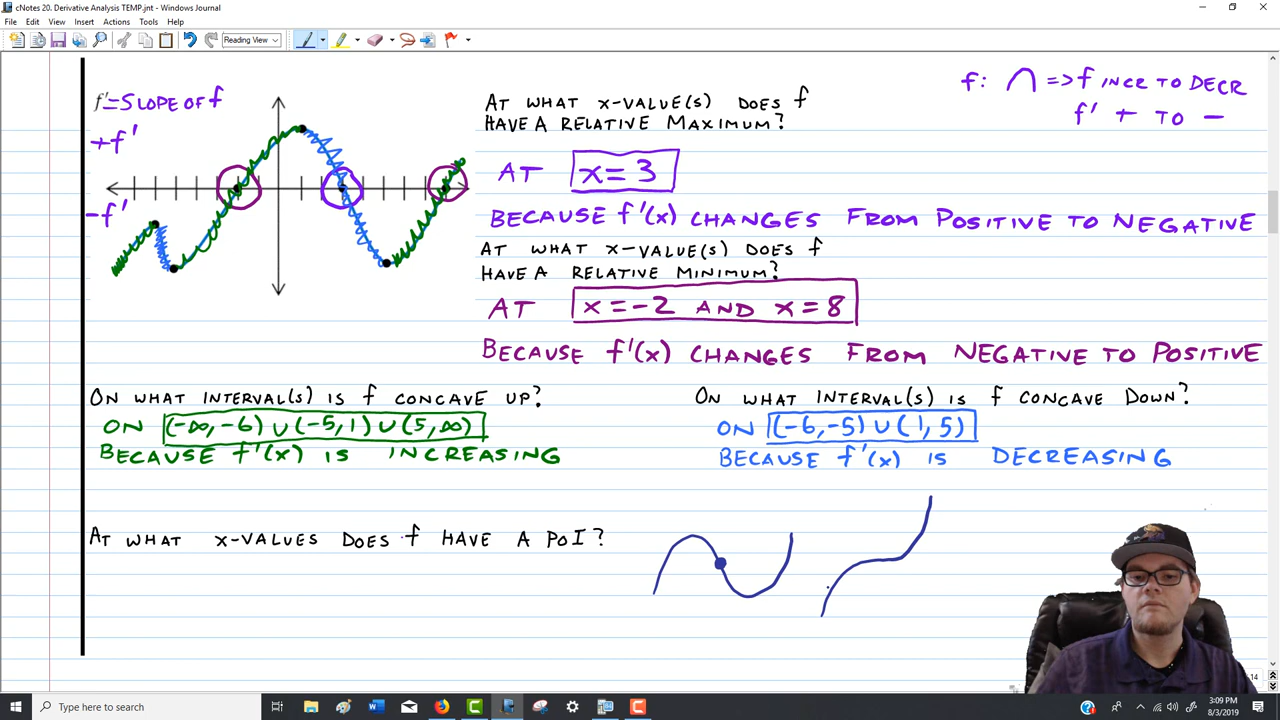 cNotes 20. Derivative Analysis TEMP.jnt - Windows Journal
File Edit View Insert Actions Tools Help
Reading View
f'=SLOPE OF f
+f'
-f'
f: => f INCR TO DECR
f' + TO -
AT WHAT X-VALUE(S) DOES f
HAVE A RELATIVE MAXIMUM?
AT x=3
BECAUSE f'(x) CHANGES FROM POSITIVE TO NEGATIVE
AT WHAT X-VALUE(S) DOES f
HAVE A RELATIVE MINIMUM?
AT x=-2 AND x=8
BECAUSE f'(x) CHANGES FROM NEGATIVE TO POSITIVE
ON WHAT INTERVAL(S) IS f CONCAVE UP?
ON (-∞,-6) ∪ (-5,1) ∪ (5,∞)
BECAUSE f'(x) IS INCREASING
ON WHAT INTERVAL(S) IS f CONCAVE DOWN?
ON (-6,-5) ∪ (1,5)
BECAUSE f'(x) IS DECREASING
AT WHAT X-VALUES DOES f HAVE A POI?
14
Type here to search
3:09 PM
8/3/2019